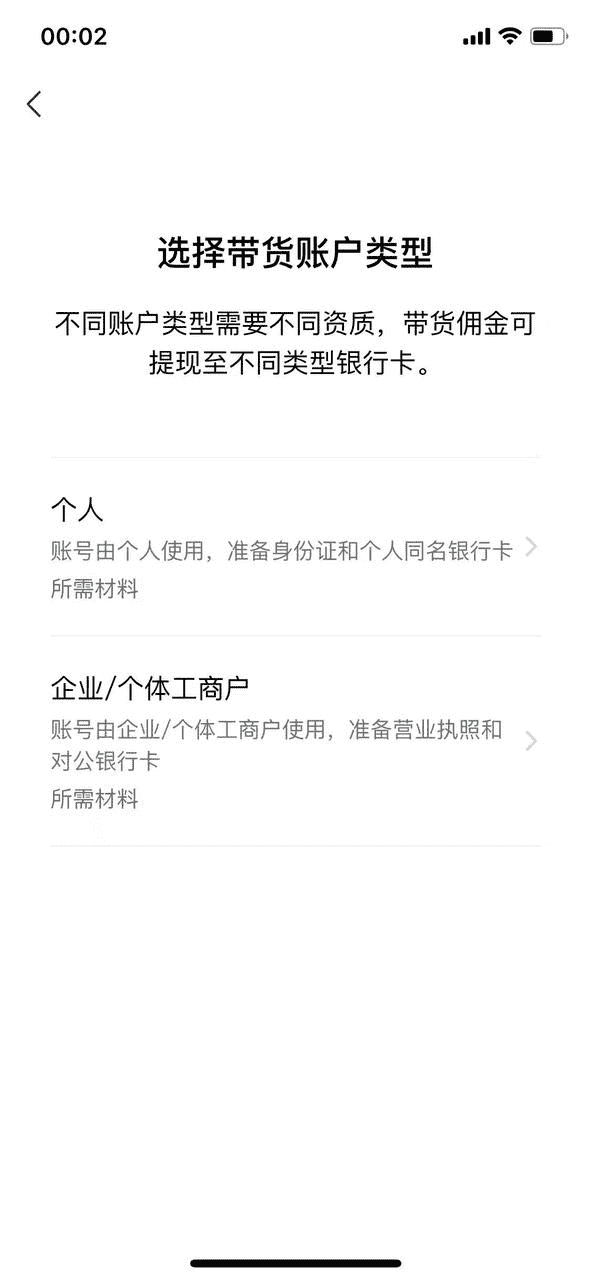 00:02
选择带货账户类型
不同账户类型需要不同资质，带货佣金可
提现至不同类型银行卡。
个人
账号由个人使用，准备身份证和个人同名银行卡
所需材料
企业/个体工商户
账号由企业/个体工商户使用，准备营业执照和
对公银行卡
所需材料